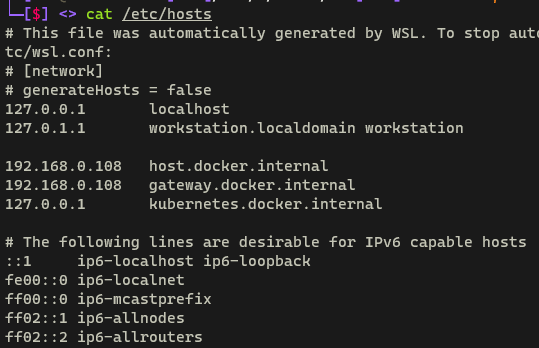 └─[$] <> cat /etc/hosts
# This file was automatically generated by WSL. To stop auto
tc/wsl.conf:
# [network]
# generateHosts = false
127.0.0.1 localhost
127.0.1.1 workstation.localdomain workstation
192.168.0.108 host.docker.internal
192.168.0.108 gateway.docker.internal
127.0.0.1 kubernetes.docker.internal
# The following lines are desirable for IPv6 capable hosts
::1 ip6-localhost ip6-loopback
fe00::0 ip6-localnet
ff00::0 ip6-mcastprefix
ff02::1 ip6-allnodes
ff02::2 ip6-allrouters